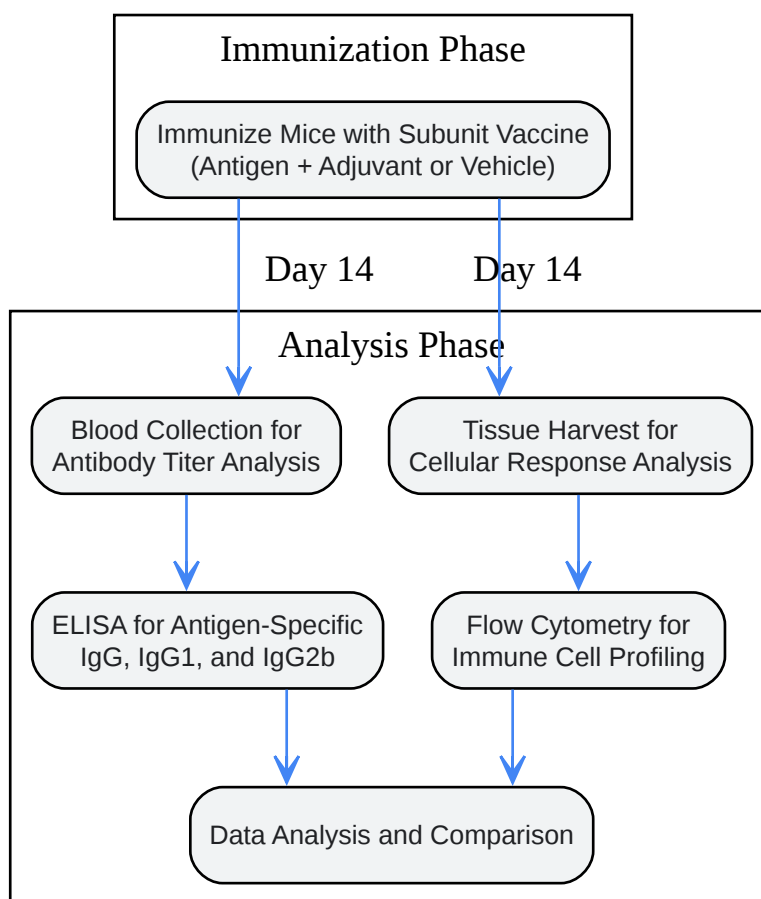 Immunization Phase
Immunize Mice with Subunit Vaccine
(Antigen + Adjuvant or Vehicle)
Day 14
Day 14
Analysis Phase
Blood Collection for
Antibody Titer Analysis
Tissue Harvest for
Cellular Response Analysis
ELISA for Antigen-Specific
IgG, IgG1, and IgG2b
Flow Cytometry for
Immune Cell Profiling
Data Analysis and Comparison